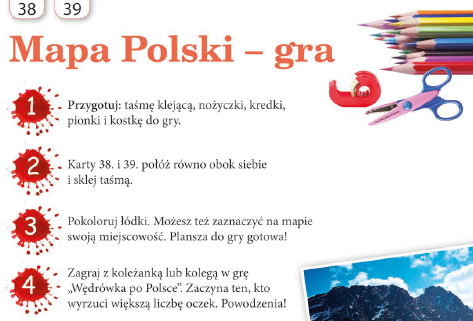 38 39
Mapa Polski – gra
1 Przygotuj: taśmę klejącą, nożyczki, kredki,
pionki i kostkę do gry.
2 Karty 38. i 39. połóż równo obok siebie
i sklej taśmą.
3 Pokoloruj łódki. Możesz też zaznaczyć na mapie
swoją miejscowość. Plansza do gry gotowa!
4 Zagraj z koleżanką lub kolegą w grę
„Wędrówka po Polsce”. Zaczyna ten, kto
wyrzuci większą liczbę oczek. Powodzenia!